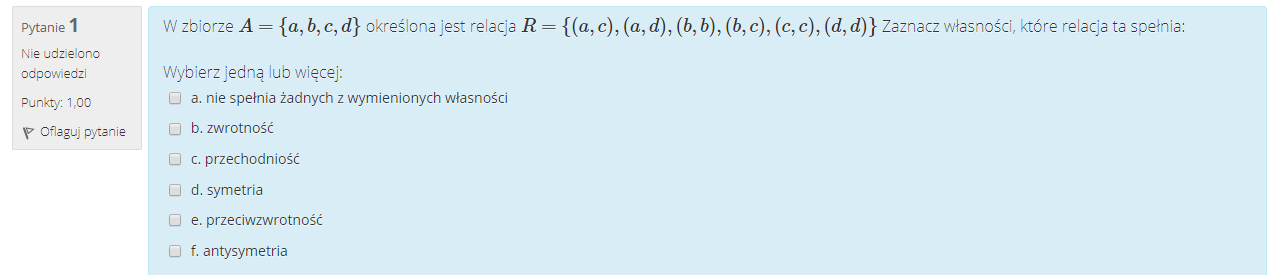 Pytanie 1
Nie udzielono
odpowiedzi
Punkty: 1,00
Oflaguj pytanie
W zbiorze A = {a, b, c, d} określona jest relacja R = {(a, c), (a, d), (b, b), (b, c), (c, c), (d, d)} Zaznacz własności, które relacja ta spełnia:
Wybierz jedną lub więcej:
a. nie spełnia żadnych z wymienionych własności
b. zwrotność
c. przechodniość
d. symetria
e. przeciwzwrotność
f. antysymetria